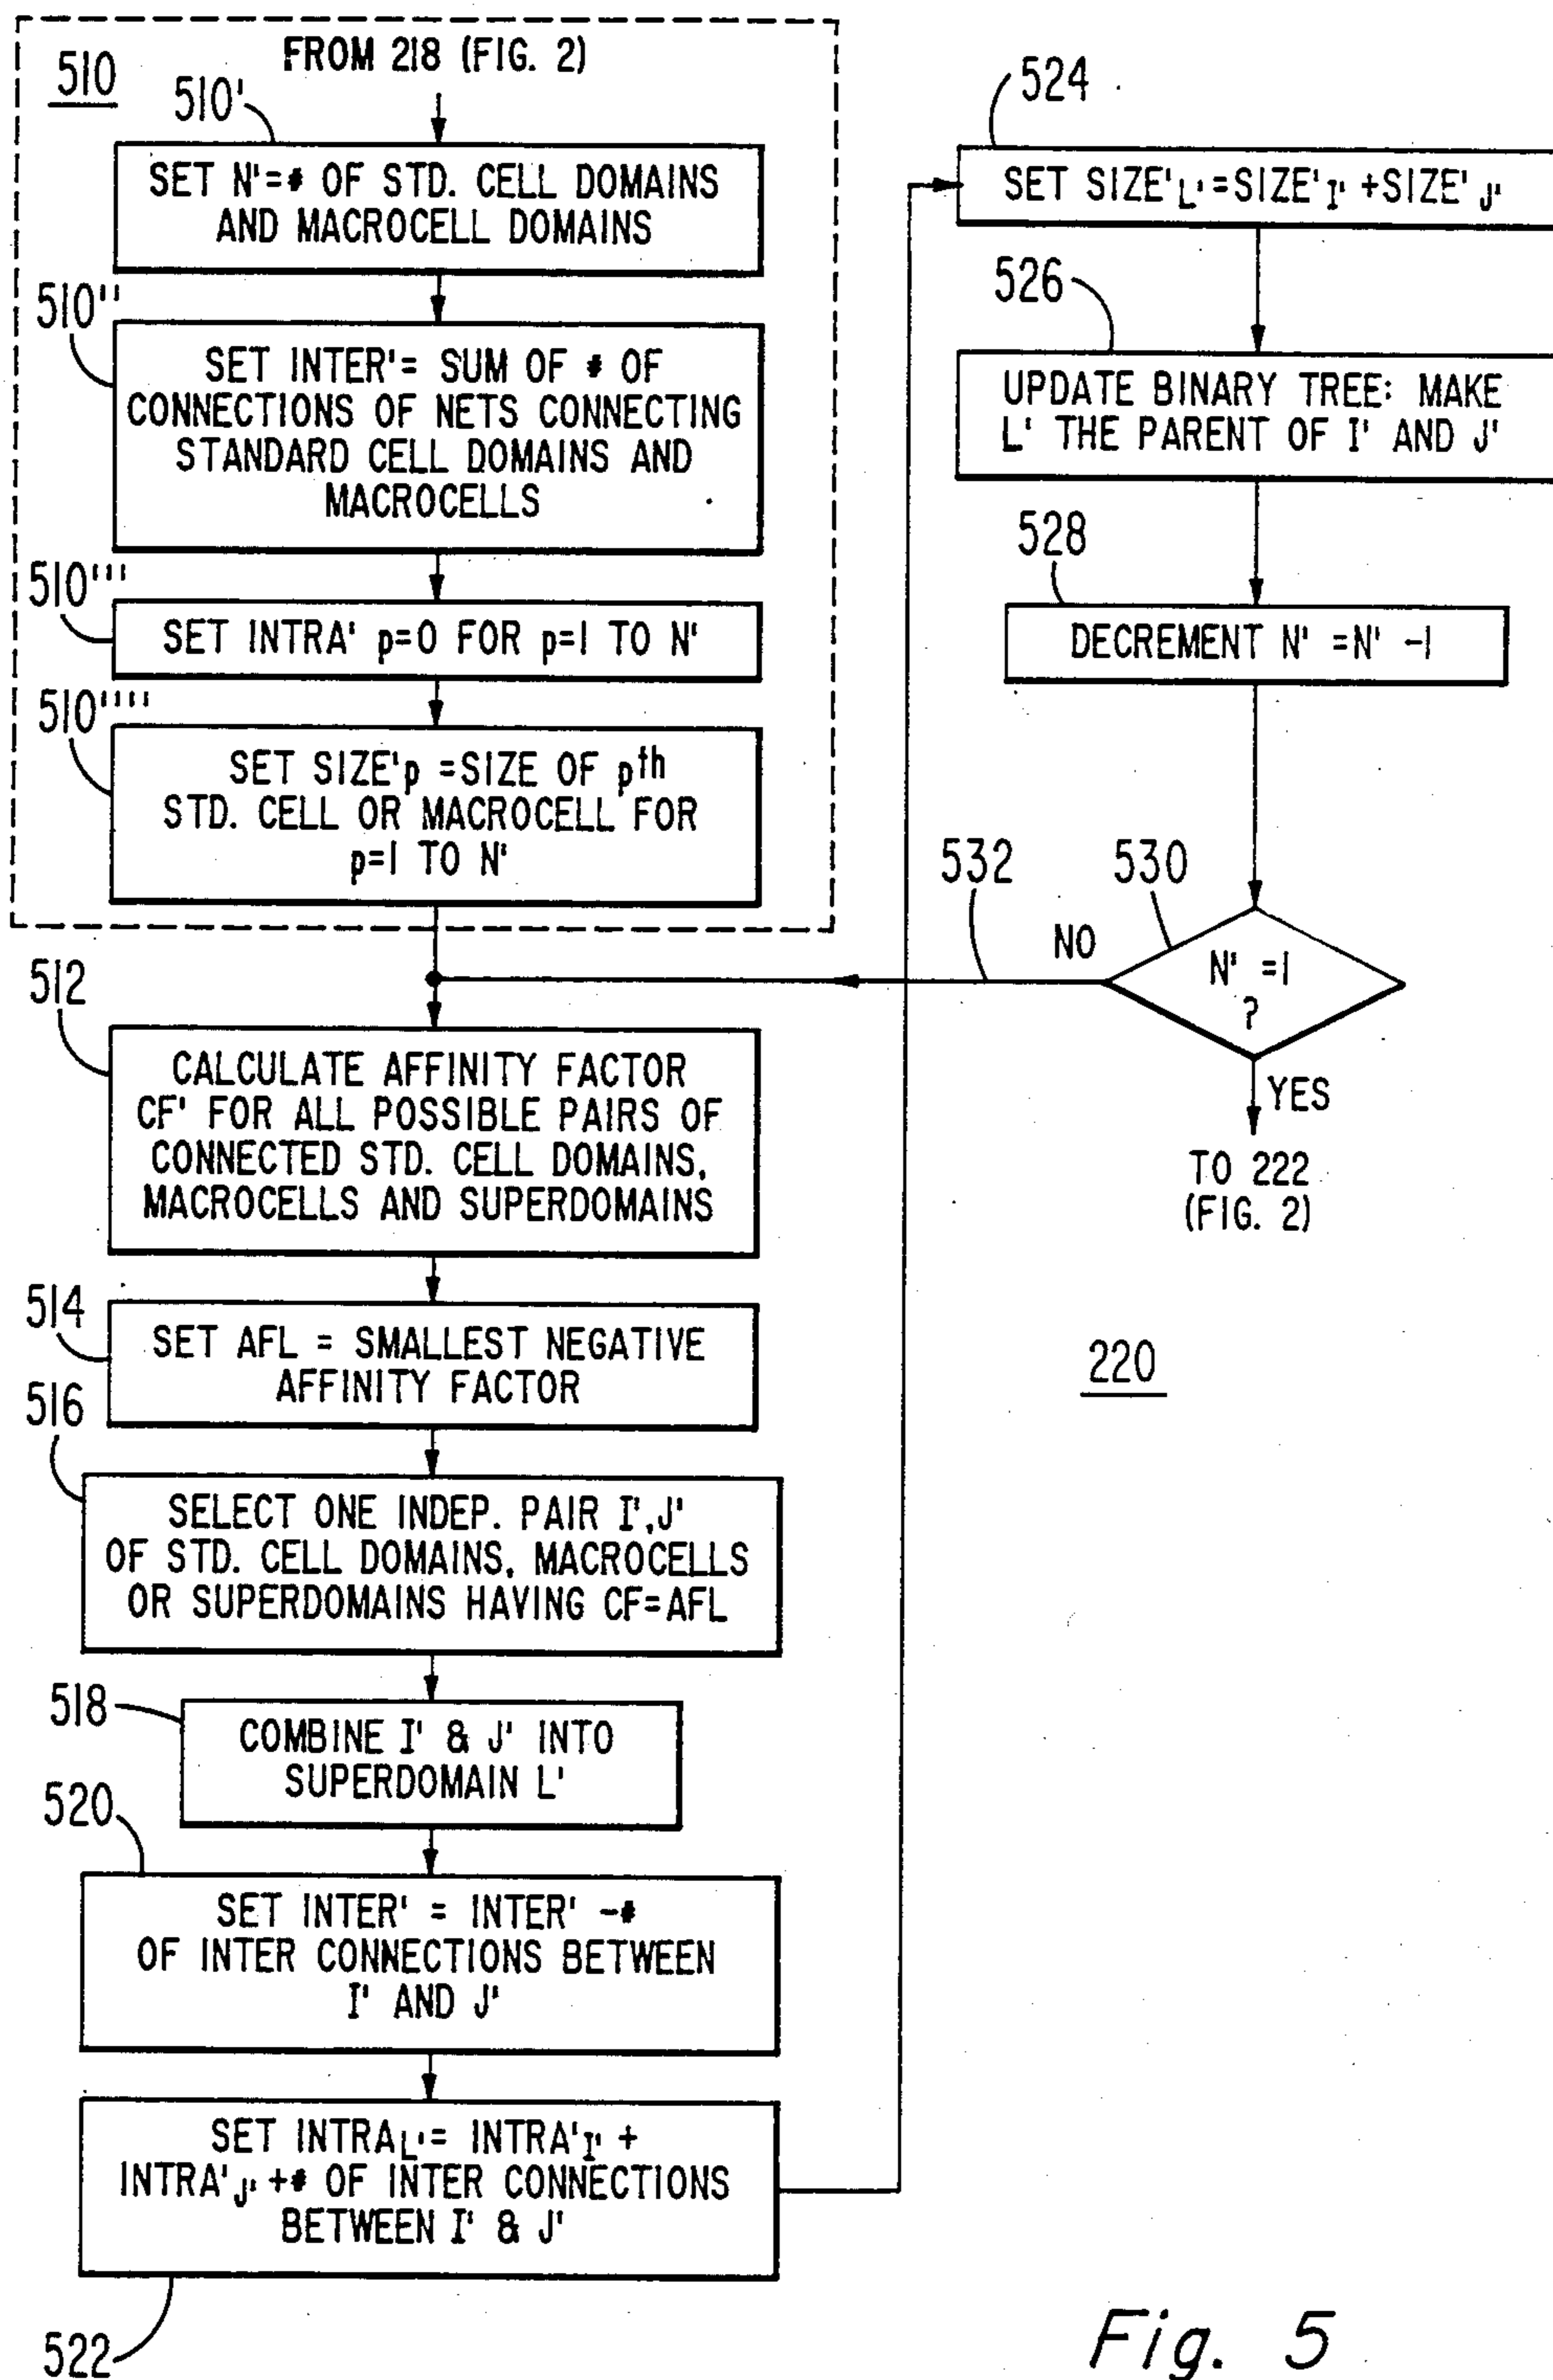 FROM 218 (FIG. 2)
510
510'
SET N'=# OF STD. CELL DOMAINS
AND MACROCELL DOMAINS
510''
SET INTER'= SUM OF # OF
CONNECTIONS OF NETS CONNECTING
STANDARD CELL DOMAINS AND
MACROCELLS
510'''
SET INTRA' p=0 FOR p=1 TO N'
510''''
SET SIZE'p =SIZE OF pth
STD. CELL OR MACROCELL FOR
p=1 TO N'
512
CALCULATE AFFINITY FACTOR
CF' FOR ALL POSSIBLE PAIRS OF
CONNECTED STD. CELL DOMAINS,
MACROCELLS AND SUPERDOMAINS
514
SET AFL = SMALLEST NEGATIVE
AFFINITY FACTOR
516
SELECT ONE INDEP. PAIR I',J'
OF STD. CELL DOMAINS, MACROCELLS
OR SUPERDOMAINS HAVING CF=AFL
518
COMBINE I' & J' INTO
SUPERDOMAIN L'
520
SET INTER' = INTER' -#
OF INTER CONNECTIONS BETWEEN
I' AND J'
SET INTRAL'= INTRA'I' +
INTRA'J' +# OF INTER CONNECTIONS
BETWEEN I' & J'
522
524
SET SIZE'L'=SIZE'I' +SIZE'J'
526
UPDATE BINARY TREE: MAKE
L' THE PARENT OF I' AND J'
528
DECREMENT N' =N' -1
532
530
NO
N' =1
?
YES
TO 222
(FIG. 2)
220
Fig. 5